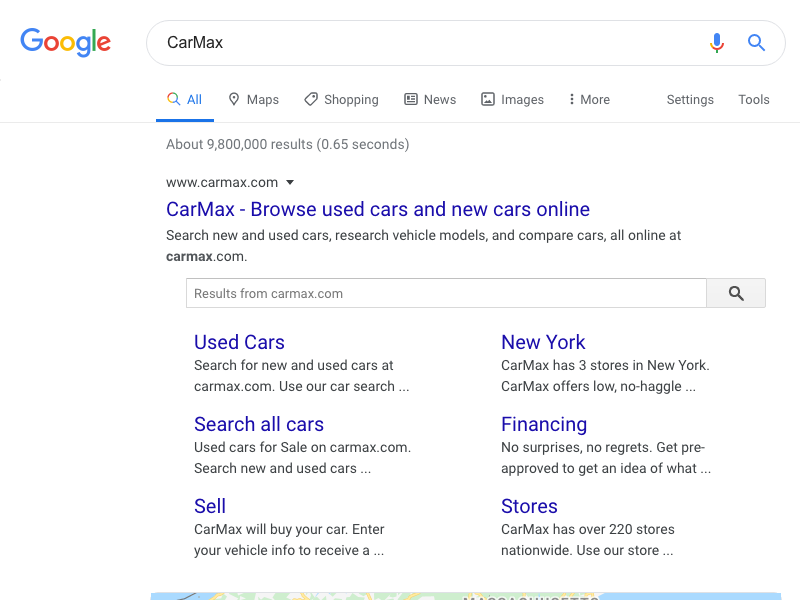 Google
CarMax
All
Maps
Shopping
News
Images
More
Settings
Tools
About 9,800,000 results (0.65 seconds)
www.carmax.com
CarMax - Browse used cars and new cars online
Search new and used cars, research vehicle models, and compare cars, all online at
carmax.com.
Results from carmax.com
Used Cars
Search for new and used cars at
carmax.com. Use our car search ...
New York
CarMax has 3 stores in New York.
CarMax offers low, no-haggle ...
Search all cars
Used cars for Sale on carmax.com.
Search new and used cars ...
Financing
No surprises, no regrets. Get pre-
approved to get an idea of what ...
Sell
CarMax will buy your car. Enter
your vehicle info to receive a ...
Stores
CarMax has over 220 stores
nationwide. Use our store ...
MASSACHUSETTS